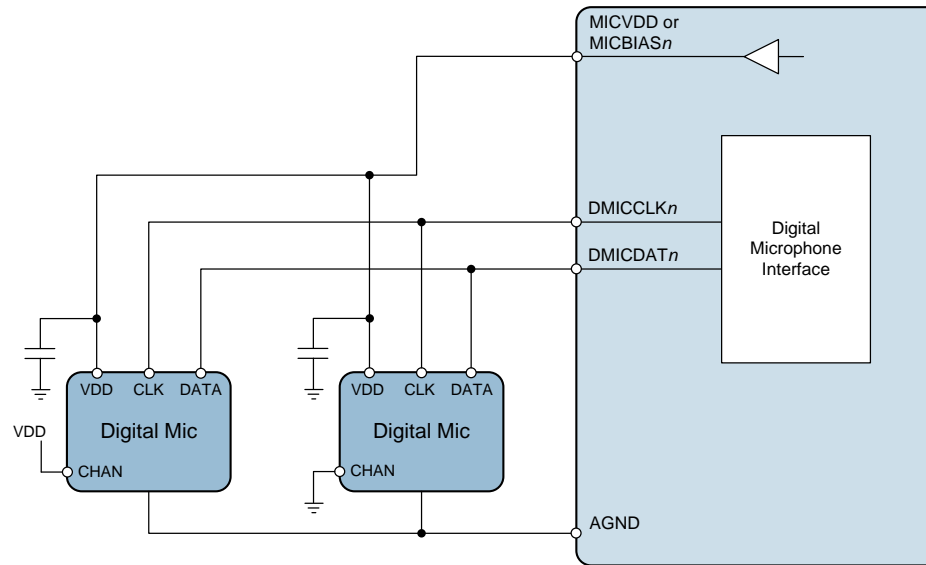 MICVDD or
MICBIASn
DMICCLKn
DMICDATn
Digital
Microphone
Interface
VDD CLK DATA
Digital Mic
VDD
CHAN
VDD CLK DATA
Digital Mic
CHAN
AGND